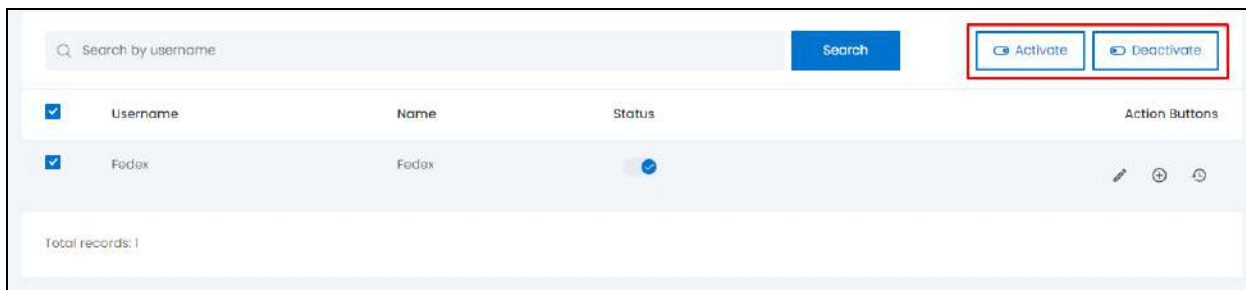 Search by username
Search
Activate
Deactivate
Username Name Status Action Buttons
Fedex Fedex
Total records: 1